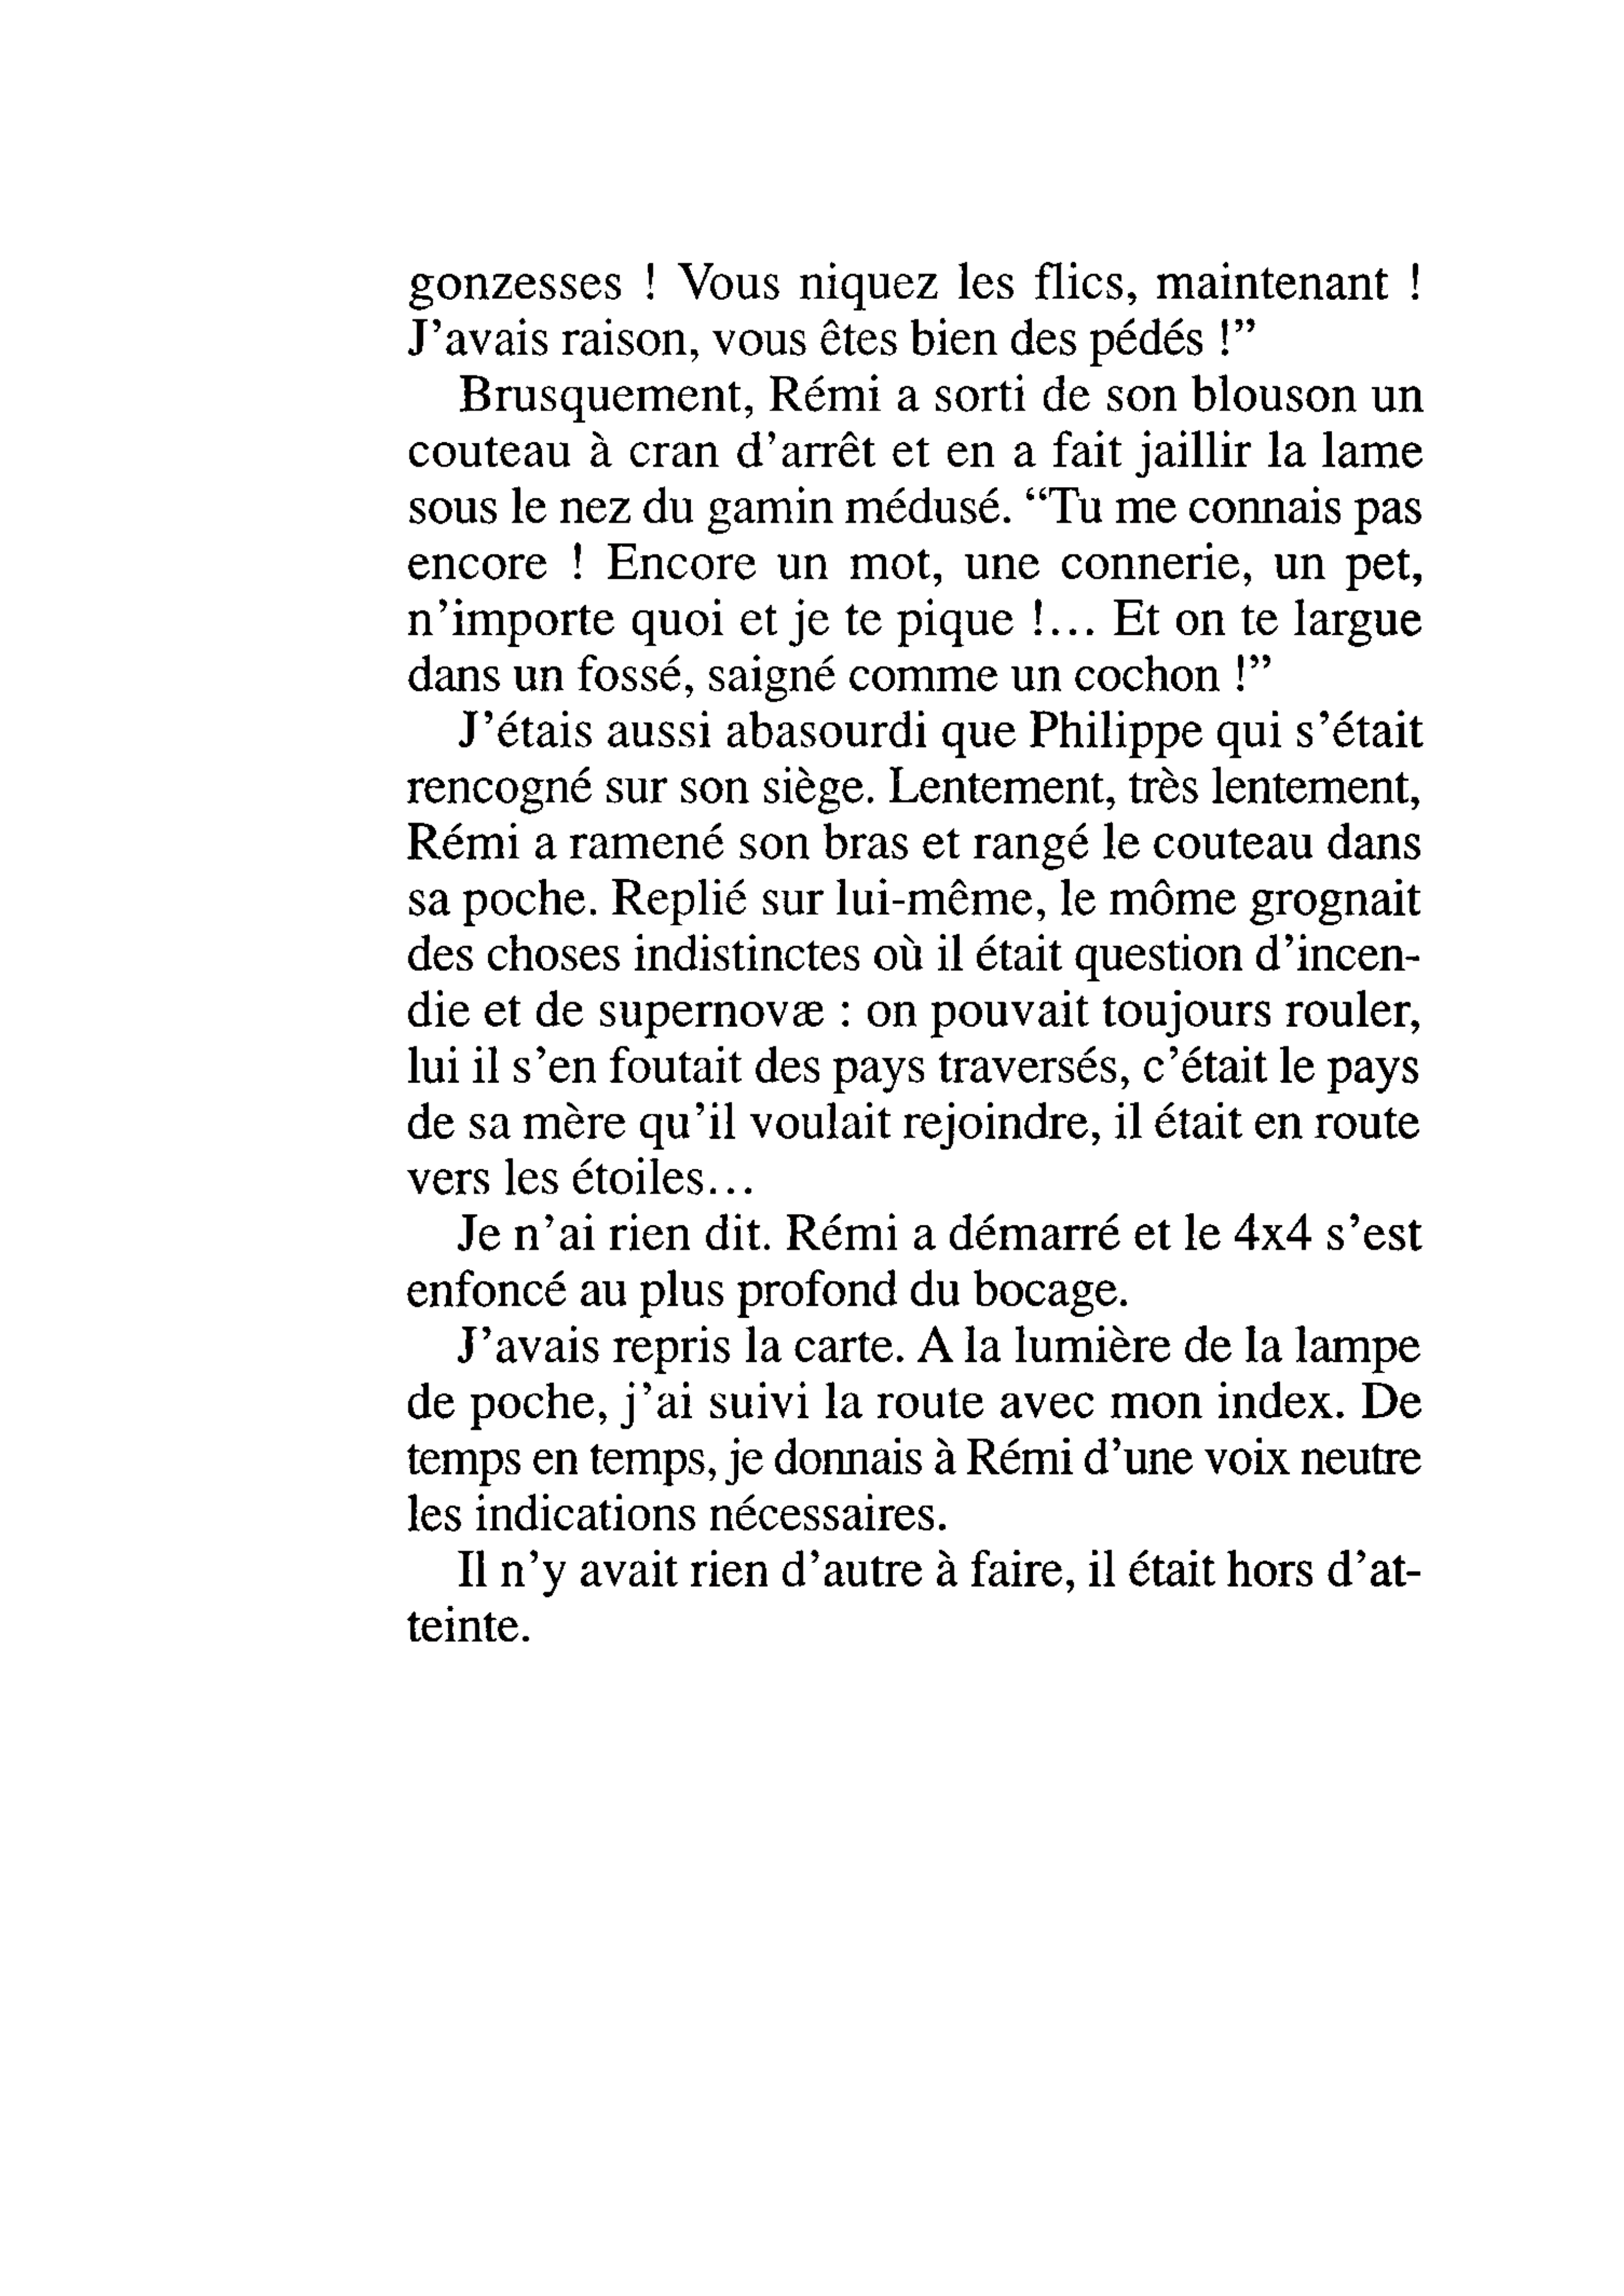 gonzesses ! Vous niquez les flics, maintenant !
J’avais raison, vous êtes bien des pédés !”
Brusquement, Rémi a sorti de son blouson un
couteau à cran d’arrêt et en a fait jaillir la lame
sous le nez du gamin médusé. “Tu me connais pas
encore ! Encore un mot, une connerie, un pet,
n’importe quoi et je te pique !... Et on te largue
dans un fossé, saigné comme un cochon !”
J’étais aussi abasourdi que Philippe qui s’était
rencogné sur son siège. Lentement, très lentement,
Rémi a ramené son bras et rangé le couteau dans
sa poche. Replié sur lui-même, le môme grognait
des choses indistinctes où il était question d’incen-
die et de supernovæ : on pouvait toujours rouler,
lui il s’en foutait des pays traversés, c’était le pays
de sa mère qu’il voulait rejoindre, il était en route
vers les étoiles...
Je n’ai rien dit. Rémi a démarré et le 4x4 s’est
enfoncé au plus profond du bocage.
J’avais repris la carte. A la lumière de la lampe
de poche, j’ai suivi la route avec mon index. De
temps en temps, je donnais à Rémi d’une voix neutre
les indications nécessaires.
Il n’y avait rien d’autre à faire, il était hors d’at-
teinte.